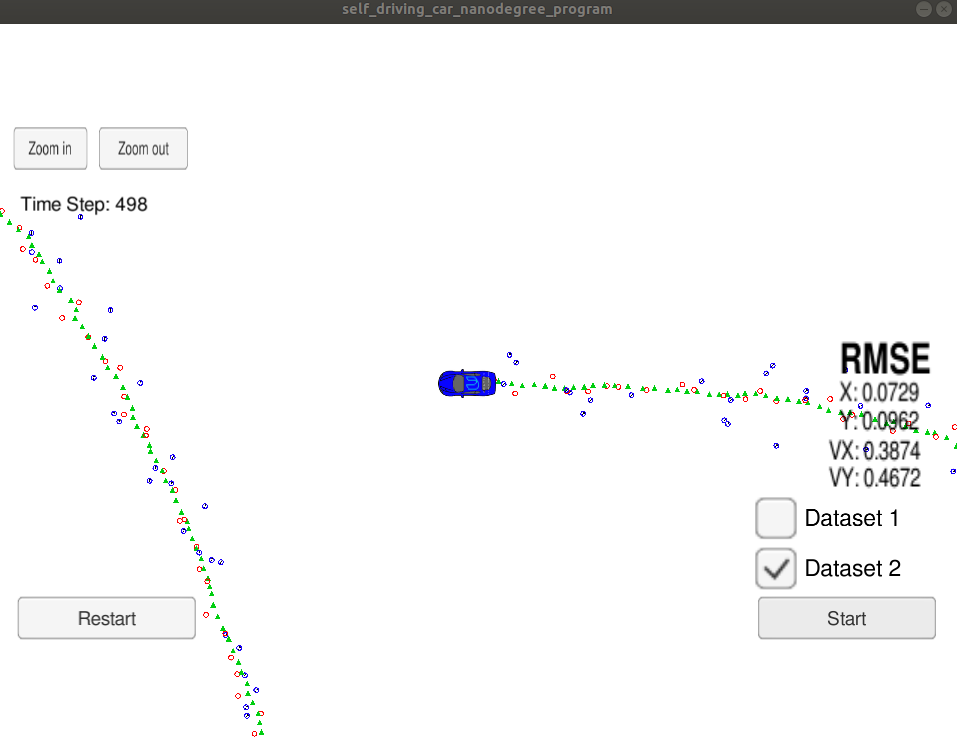 self_driving_car_nanodegree_program
Zoom in
Zoom out
Time Step: 498
RMSE
X: 0.0729
Y: 0.0962
VX: 0.3874
VY: 0.4672
Dataset 1
Dataset 2
Restart
Start